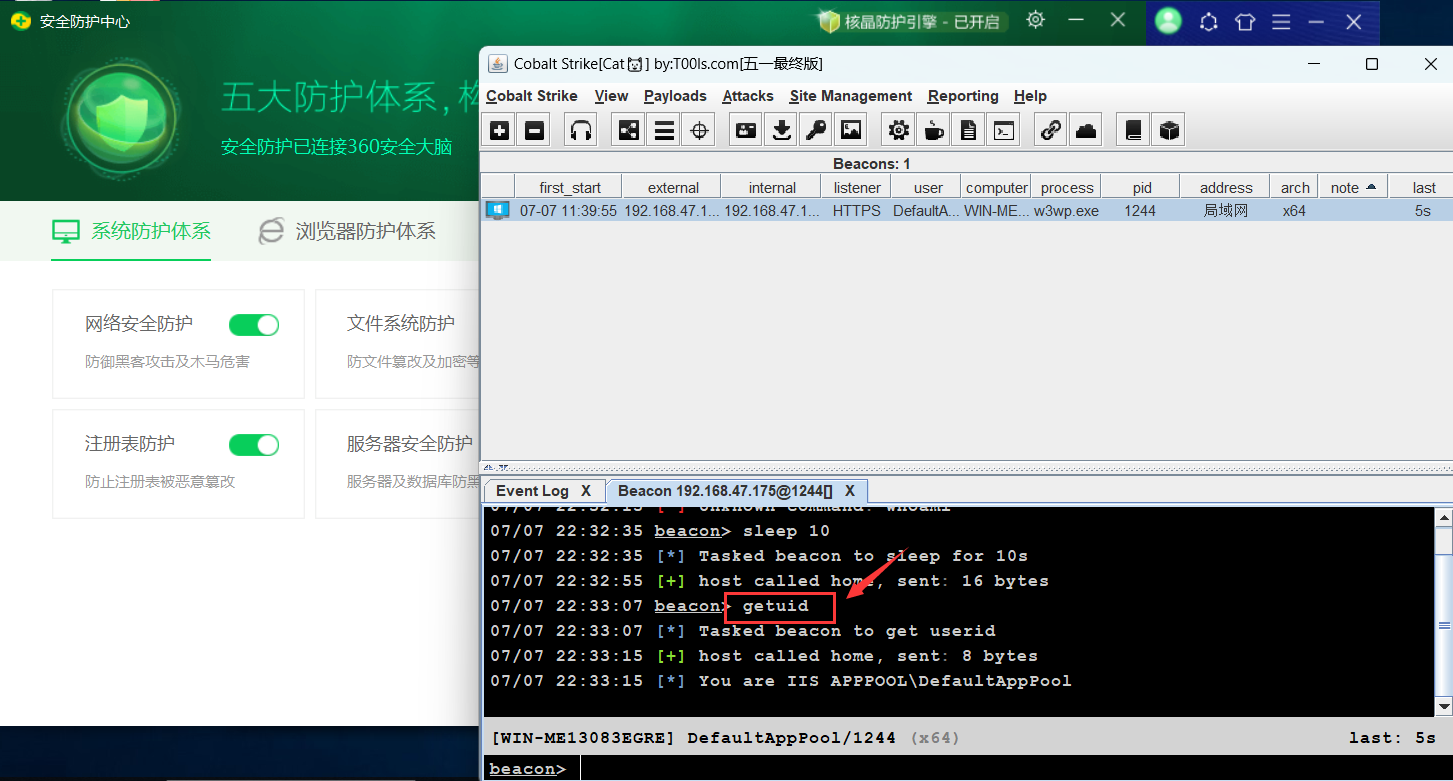 安全防护中心
核晶防护引擎 - 已开启
五大防护体系,
安全防护已连接360安全大脑
系统防护体系
浏览器防护体系
网络安全防护
防御黑客攻击及木马危害
文件系统防护
防文件篡改及加密等
注册表防护
防止注册表被恶意篡改
服务器安全防护
服务器及数据库防黑
Cobalt Strike[Cat🐱] by:T00ls.com[五一最终版]
Cobalt Strike View Payloads Attacks Site Management Reporting Help
Beacons: 1
first_start external internal listener user computer process pid address arch note last
07-07 11:39:55 192.168.47.1... 192.168.47.1... HTTPS DefaultA... WIN-ME... w3wp.exe 1244 局域网 x64 5s
Event Log X Beacon 192.168.47.175@1244[] X
07/07 22:32:15 [-] Unknown command: whoami
07/07 22:32:35 beacon> sleep 10
07/07 22:32:35 [*] Tasked beacon to sleep for 10s
07/07 22:32:55 [+] host called home, sent: 16 bytes
07/07 22:33:07 beacon> getuid
07/07 22:33:07 [*] Tasked beacon to get userid
07/07 22:33:15 [+] host called home, sent: 8 bytes
07/07 22:33:15 [*] You are IIS APPPOOL\DefaultAppPool
[WIN-ME13083EGRE] DefaultAppPool/1244 (x64) last: 5s
beacon>